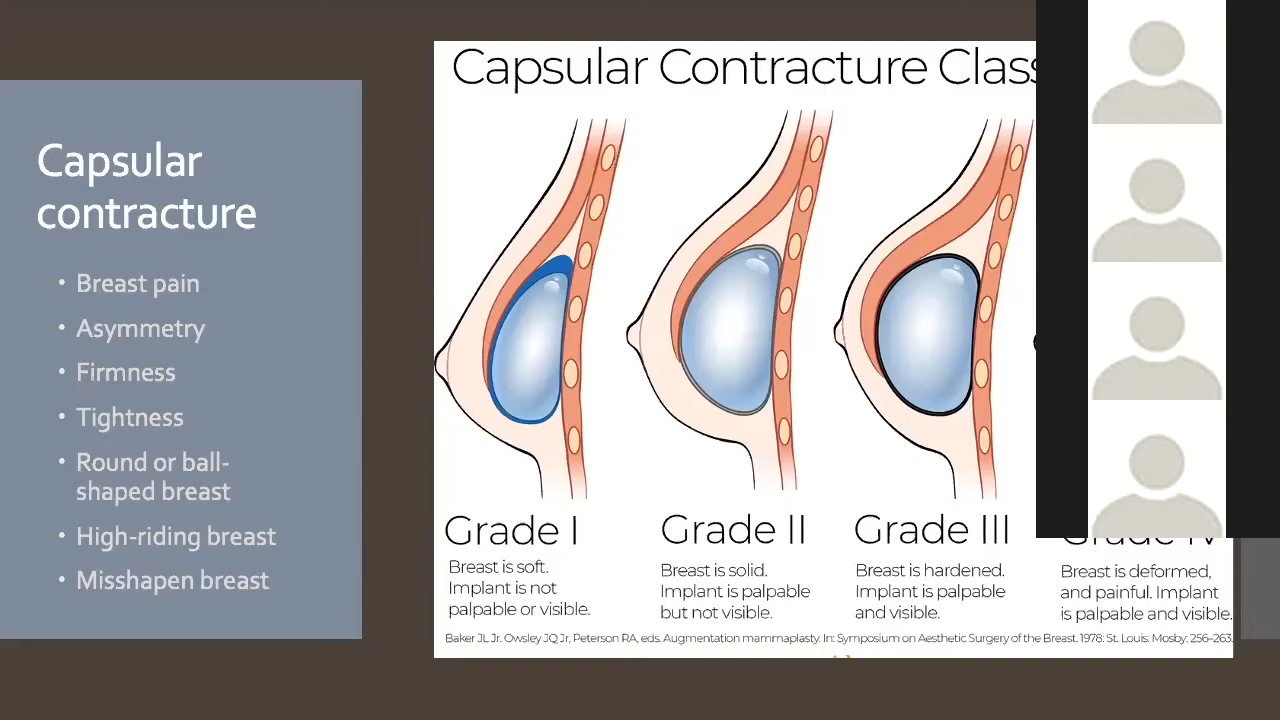 Capsular
contracture
• Breast pain
• Asymmetry
• Firmness
• Tightness
• Round or ball-
shaped breast
• High-riding breast
• Misshapen breast
Capsular Contracture Class
Grade I
Breast is soft.
Implant is not
palpable or visible.
Grade II
Breast is solid.
Implant is palpable
but not visible.
Grade III
Breast is hardened.
Implant is palpable
and visible.
Grade IV
Breast is deformed,
and painful. Implant
is palpable and visible.
Baker JL Jr. Owsley JQ Jr, Peterson RA, eds. Augmentation mammaplasty. In: Symposium on Aesthetic Surgery of the Breast. 1978: St. Louis: Mosby; 256–263.